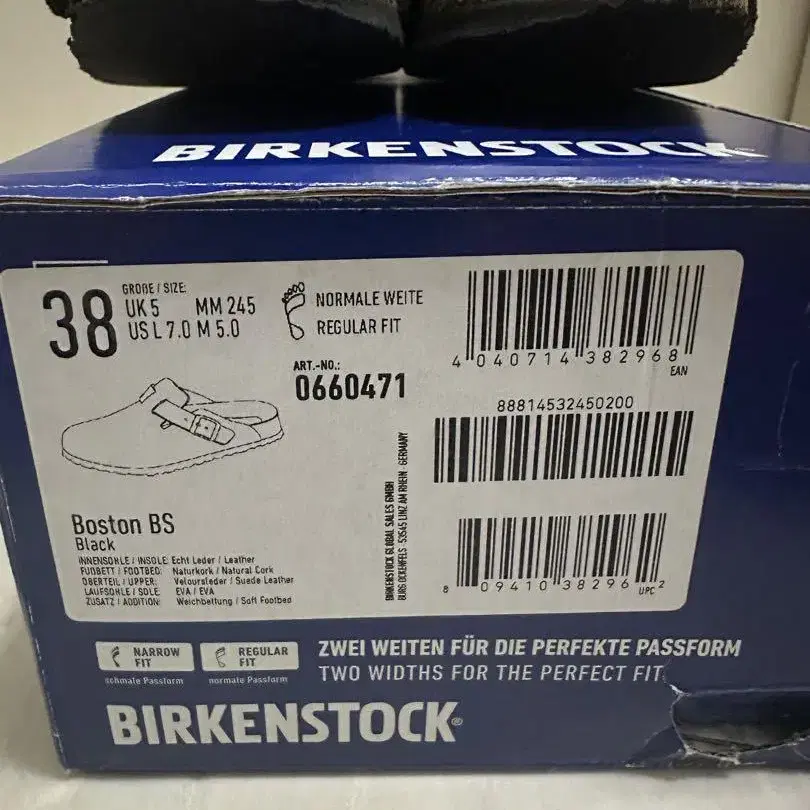 BIRKENSTOCK
38
GRÖßE / SIZE:
UK 5 MM 245
US L 7.0 M 5.0
NORMALE WEITE
REGULAR FIT
ART.-NO.:
0660471
4 040714 382968
EAN
88814532450200
8 09410 38296 2
UPC
BIRKENSTOCK GLOBAL SALES GMBH
BURG OCKENFELS · 53545 LINZ AM RHEIN · GERMANY
Boston BS
Black
INNENSOHLE / INSOLE: Echt Leder / Leather
FUßBETT / FOOTBED: Naturkork / Natural Cork
OBERTEIL / UPPER: Veloursleder / Suede Leather
LAUFSOHLE / SOLE: EVA / EVA
ZUSATZ / ADDITION: Weichbettung / Soft Footbed
NARROW
FIT
schmale Passform
REGULAR
FIT
normale Passform
ZWEI WEITEN FÜR DIE PERFEKTE PASSFORM
TWO WIDTHS FOR THE PERFECT FIT
BIRKENSTOCK®